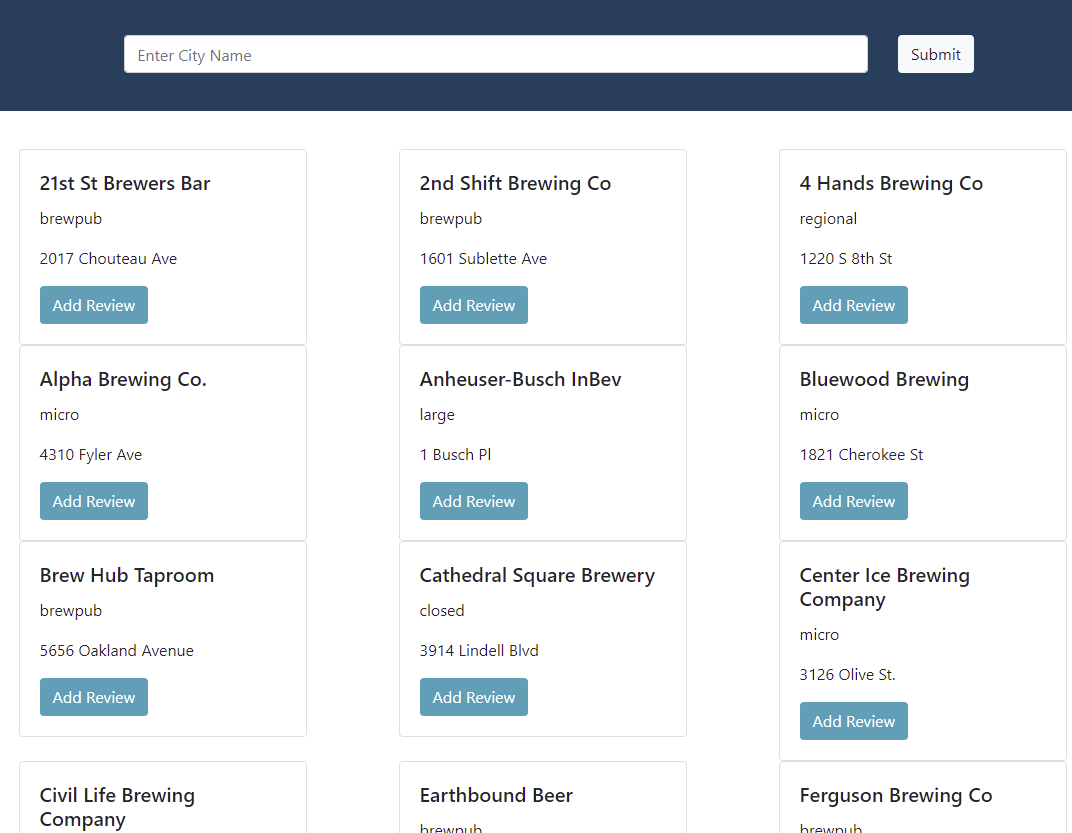 Enter City Name
Submit
21st St Brewers Bar
brewpub
2017 Chouteau Ave
Add Review
2nd Shift Brewing Co
brewpub
1601 Sublette Ave
Add Review
4 Hands Brewing Co
regional
1220 S 8th St
Add Review
Alpha Brewing Co.
micro
4310 Fyler Ave
Add Review
Anheuser-Busch InBev
large
1 Busch Pl
Add Review
Bluewood Brewing
micro
1821 Cherokee St
Add Review
Brew Hub Taproom
brewpub
5656 Oakland Avenue
Add Review
Cathedral Square Brewery
closed
3914 Lindell Blvd
Add Review
Center Ice Brewing
Company
micro
3126 Olive St.
Add Review
Civil Life Brewing
Company
Earthbound Beer
brewpub
Ferguson Brewing Co
brewpub